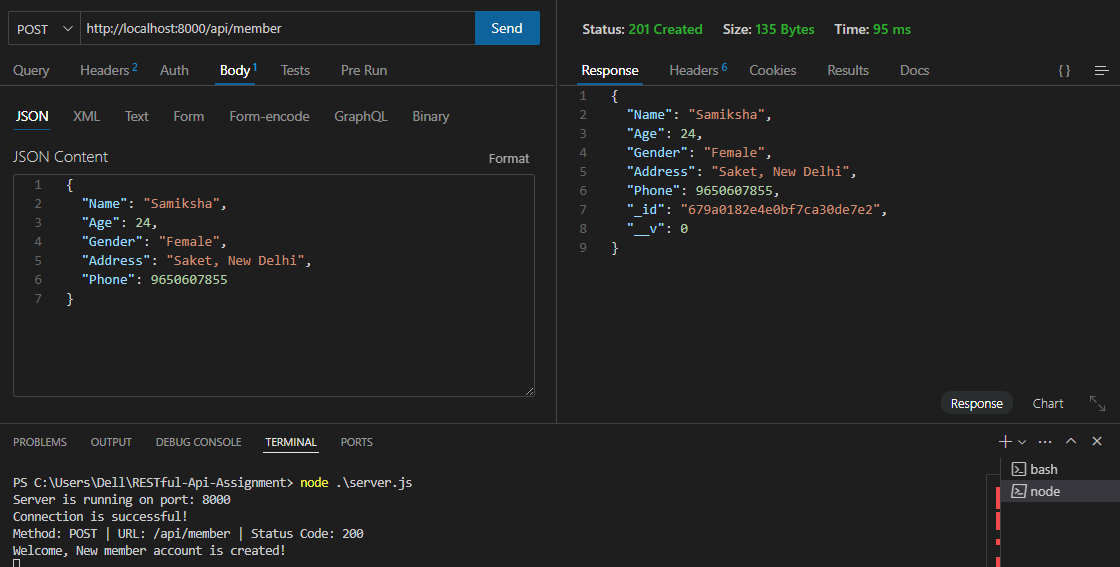 POST http://localhost:8000/api/member Send
Query Headers 2 Auth Body 1 Tests Pre Run
JSON XML Text Form Form-encode GraphQL Binary
JSON Content Format
1 {
2 "Name": "Samiksha",
3 "Age": 24,
4 "Gender": "Female",
5 "Address": "Saket, New Delhi",
6 "Phone": 9650607855
7 }
Status: 201 Created Size: 135 Bytes Time: 95 ms
Response Headers 6 Cookies Results Docs {}
1 {
2 "Name": "Samiksha",
3 "Age": 24,
4 "Gender": "Female",
5 "Address": "Saket, New Delhi",
6 "Phone": 9650607855,
7 "_id": "679a0182e4e0bf7ca30de7e2",
8 "__v": 0
9 }
Response Chart
PROBLEMS OUTPUT DEBUG CONSOLE TERMINAL PORTS
PS C:\Users\Dell\RESTful-Api-Assignment> node .\server.js
Server is running on port: 8000
Connection is successful!
Method: POST | URL: /api/member | Status Code: 200
Welcome, New member account is created!
bash
node